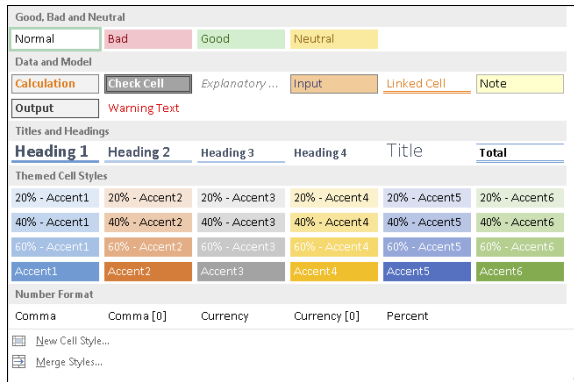 Good, Bad and Neutral
Normal Bad Good Neutral
Data and Model
Calculation Check Cell Explanatory ... Input Linked Cell Note
Output Warning Text
Titles and Headings
Heading 1 Heading 2 Heading 3 Heading 4 Title Total
Themed Cell Styles
20% - Accent1 20% - Accent2 20% - Accent3 20% - Accent4 20% - Accent5 20% - Accent6
40% - Accent1 40% - Accent2 40% - Accent3 40% - Accent4 40% - Accent5 40% - Accent6
60% - Accent1 60% - Accent2 60% - Accent3 60% - Accent4 60% - Accent5 60% - Accent6
Accent1 Accent2 Accent3 Accent4 Accent5 Accent6
Number Format
Comma Comma [0] Currency Currency [0] Percent
New Cell Style...
Merge Styles...